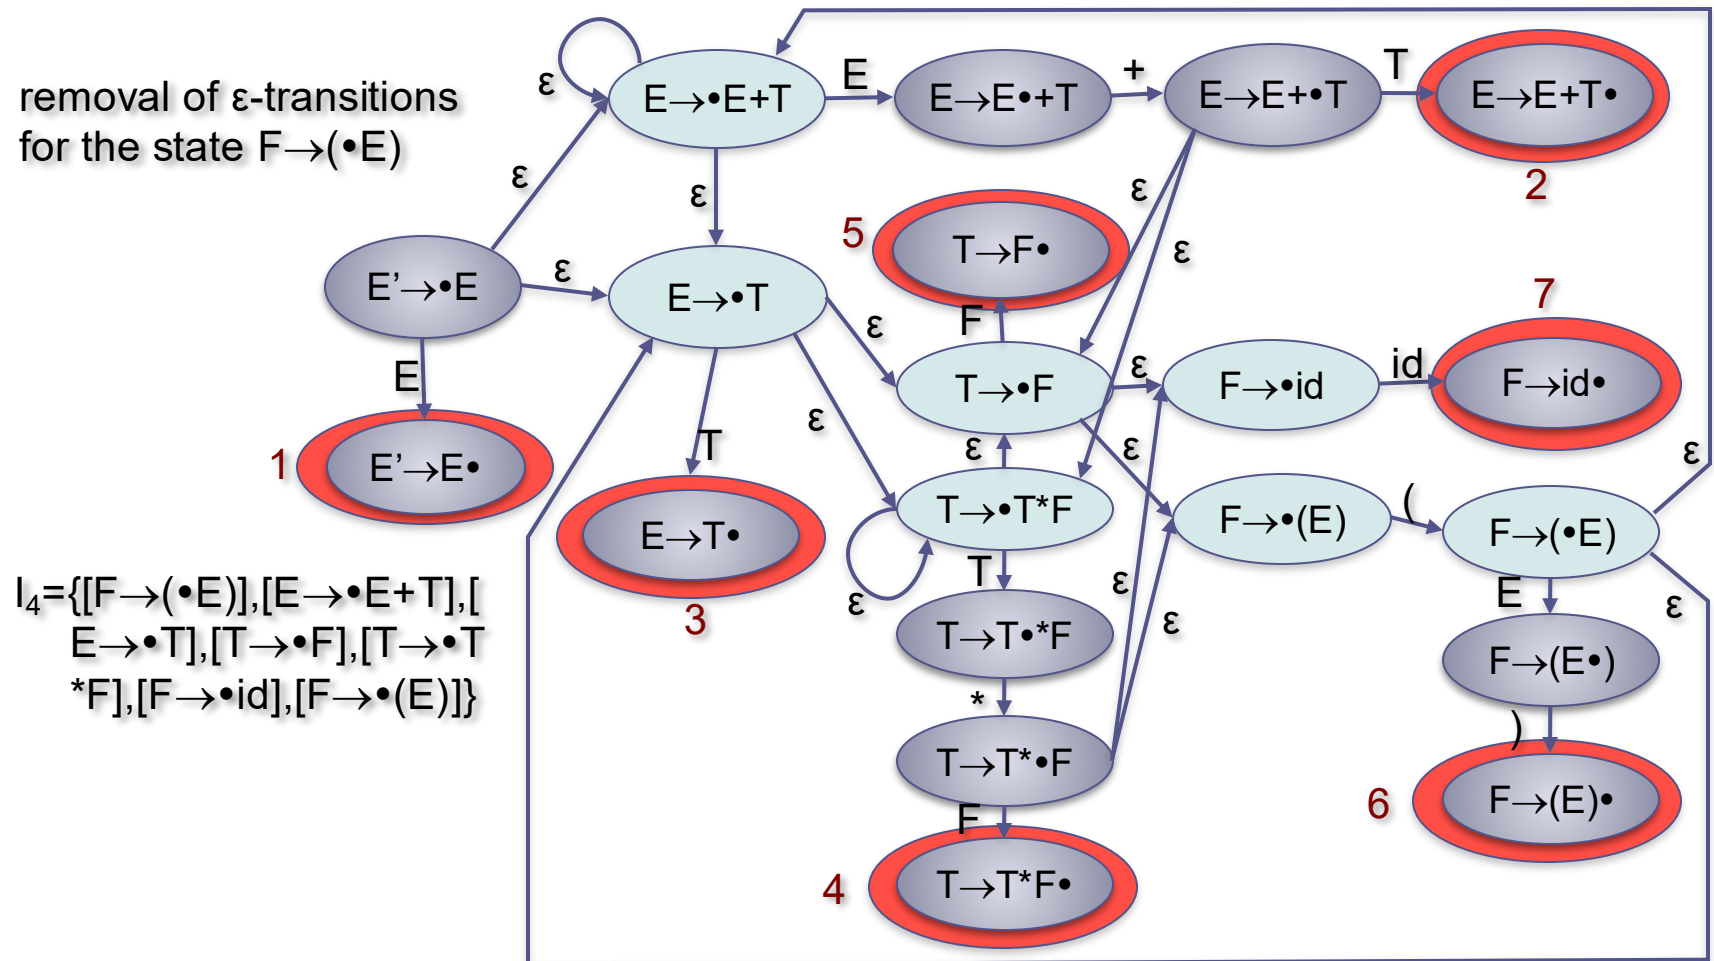 removal of ε-transitions
for the state F→(•E)
ε
E→•E+T
E
E→E•+T
+
E→E+•T
T
E→E+T•
2
ε
ε
ε
ε
5
T→F•
E’→•E
ε
E→•T
ε
F
7
E
ε
T→•F
ε
F→•id
id
F→id•
1
E’→E•
T
ε
ε
ε
ε
T→•T*F
F→•(E)
(
F→(•E)
E→T•
3
ε
T
ε
E
ε
I₄={[F→(•E)],[E→•E+T],[
E→•T],[T→•F],[T→•T
*F],[F→•id],[F→•(E)]}
T→T•*F
ε
F→(E•)
*
)
T→T*•F
F
6
F→(E)•
4
T→T*F•